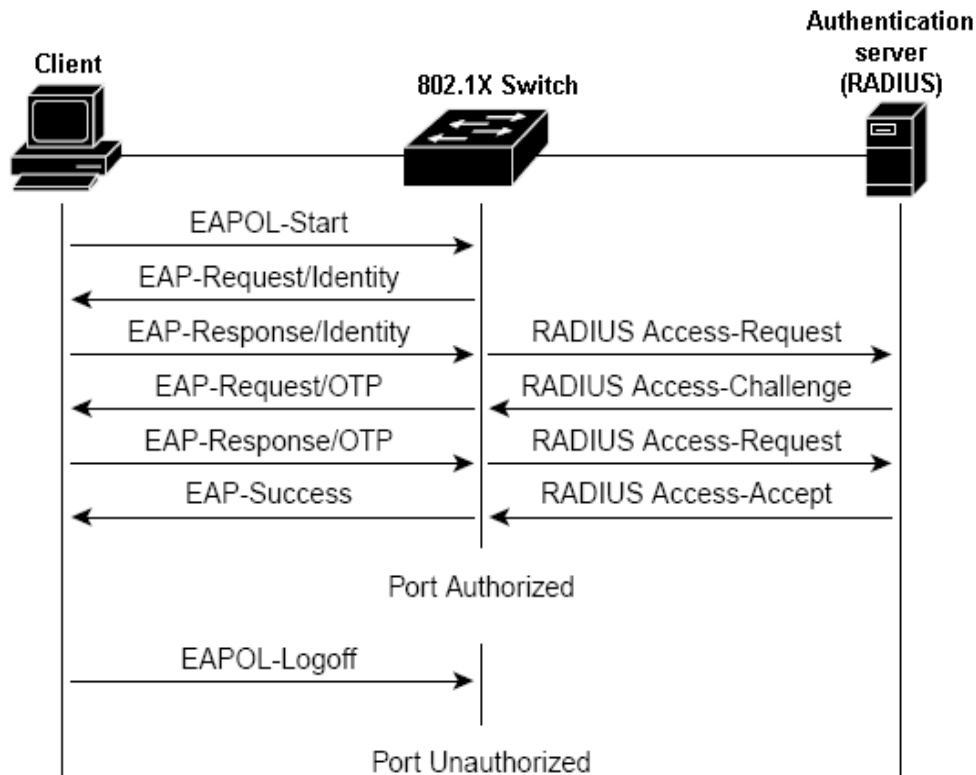 Authentication
server
(RADIUS)
Client
802.1X Switch
EAPOL-Start
EAP-Request/Identity
EAP-Response/Identity
RADIUS Access-Request
EAP-Request/OTP
RADIUS Access-Challenge
EAP-Response/OTP
RADIUS Access-Request
EAP-Success
RADIUS Access-Accept
Port Authorized
EAPOL-Logoff
Port Unauthorized